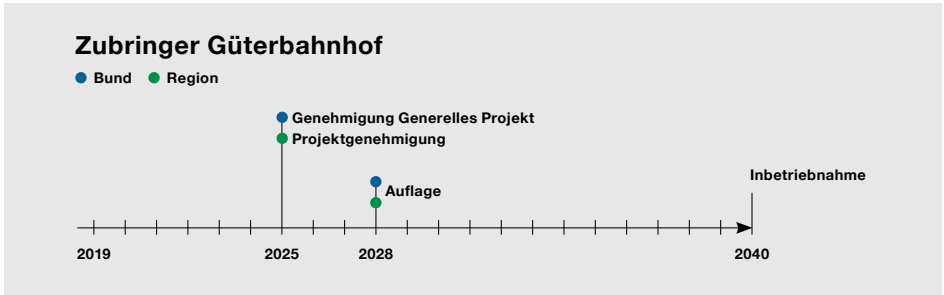 Zubringer Güterbahnhof
Bund Region
Genehmigung Generelles Projekt
Projektgenehmigung
Auflage
Inbetriebnahme
2019 2025 2028 2040